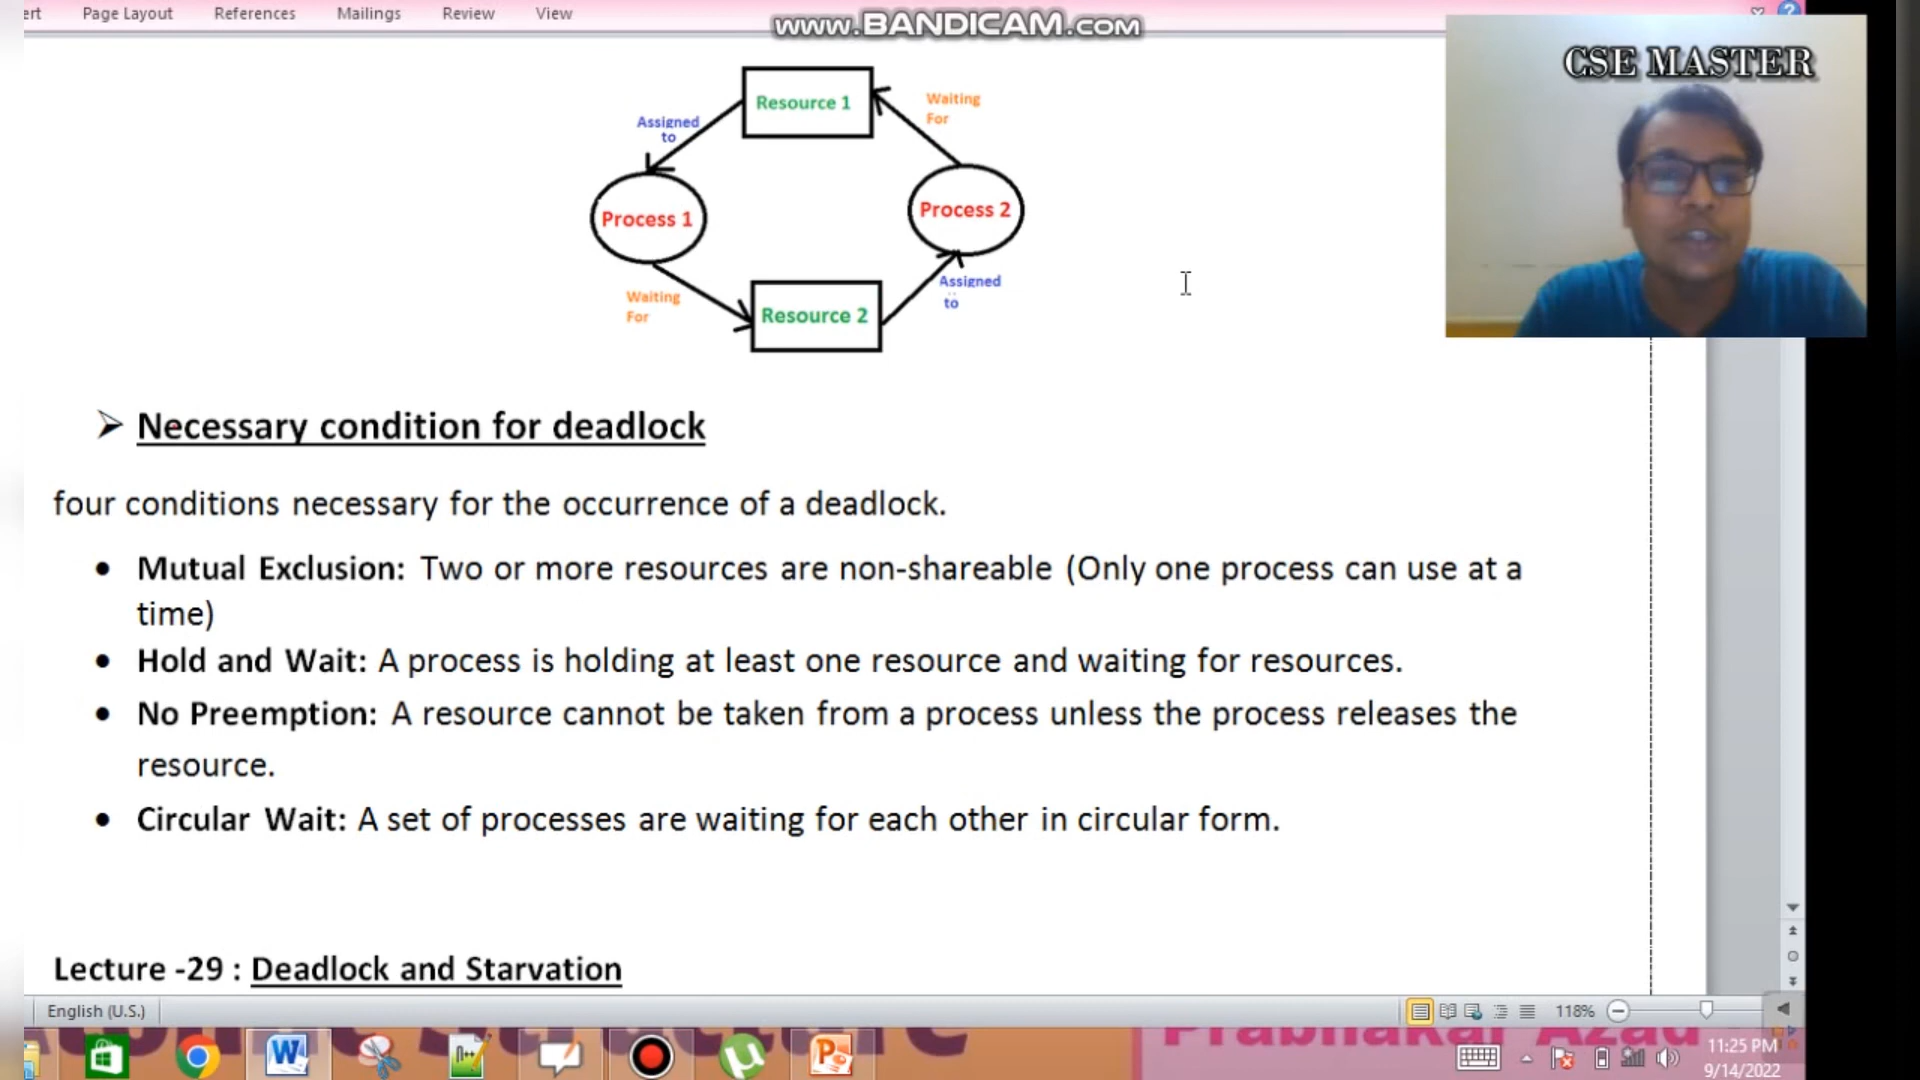 Page Layout
References
Mailings
Review
View
www.BANDICAM.com
CSE MASTER
Resource 1
Waiting
For
Assigned
to
Process 1
Process 2
Waiting
For
Resource 2
Assigned
to
Necessary condition for deadlock
four conditions necessary for the occurrence of a deadlock.
Mutual Exclusion: Two or more resources are non-shareable (Only one process can use at a
time)
Hold and Wait: A process is holding at least one resource and waiting for resources.
No Preemption: A resource cannot be taken from a process unless the process releases the
resource.
Circular Wait: A set of processes are waiting for each other in circular form.
Lecture -29 : Deadlock and Starvation
English (U.S.)
118%
11:25 PM
9/14/2022